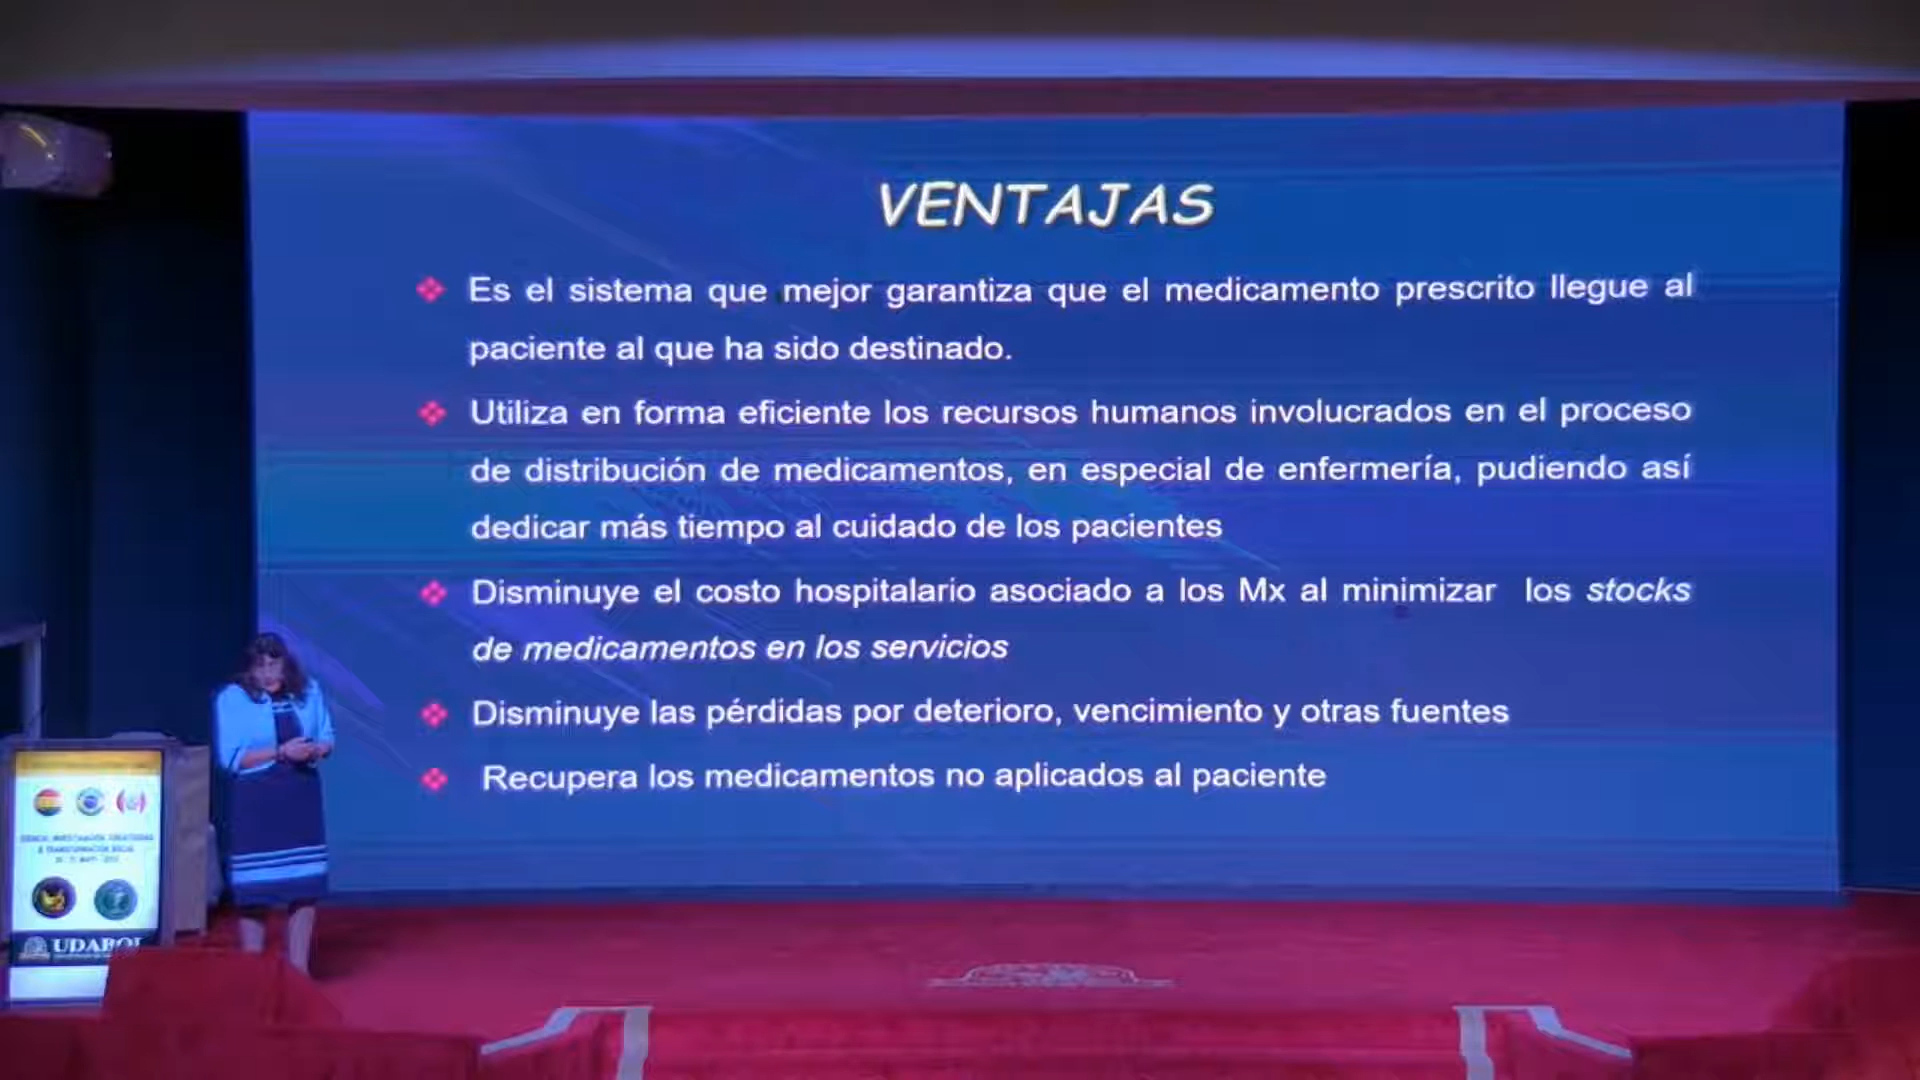 VENTAJAS
Es el sistema que mejor garantiza que el medicamento prescrito llegue al
paciente al que ha sido destinado.
Utiliza en forma eficiente los recursos humanos involucrados en el proceso
de distribución de medicamentos, en especial de enfermería, pudiendo así
dedicar más tiempo al cuidado de los pacientes
Disminuye el costo hospitalario asociado a los Mx al minimizar los stocks
de medicamentos en los servicios
Disminuye las pérdidas por deterioro, vencimiento y otras fuentes
Recupera los medicamentos no aplicados al paciente
UDABOL